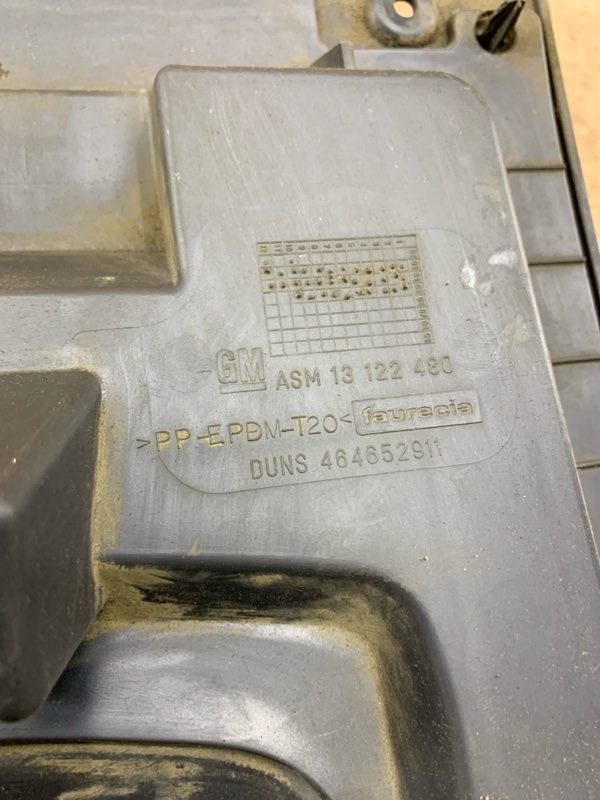 GM ASM 13 122 480
>PP-EPDM-T20< faurecia
DUNS 464652911